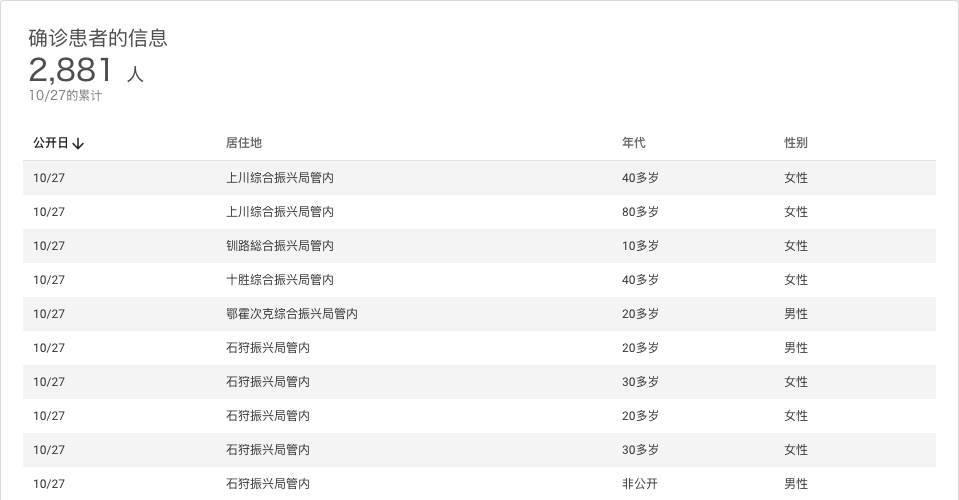 确诊患者的信息
2,881 人
10/27的累计
公开日↓ 居住地 年代 性别
10/27 上川综合振兴局管内 40多岁 女性
10/27 上川综合振兴局管内 80多岁 女性
10/27 钏路総合振兴局管内 10多岁 女性
10/27 十胜综合振兴局管内 40多岁 女性
10/27 鄂霍次克综合振兴局管内 20多岁 男性
10/27 石狩振兴局管内 20多岁 男性
10/27 石狩振兴局管内 30多岁 女性
10/27 石狩振兴局管内 20多岁 女性
10/27 石狩振兴局管内 30多岁 女性
10/27 石狩振兴局管内 非公开 男性